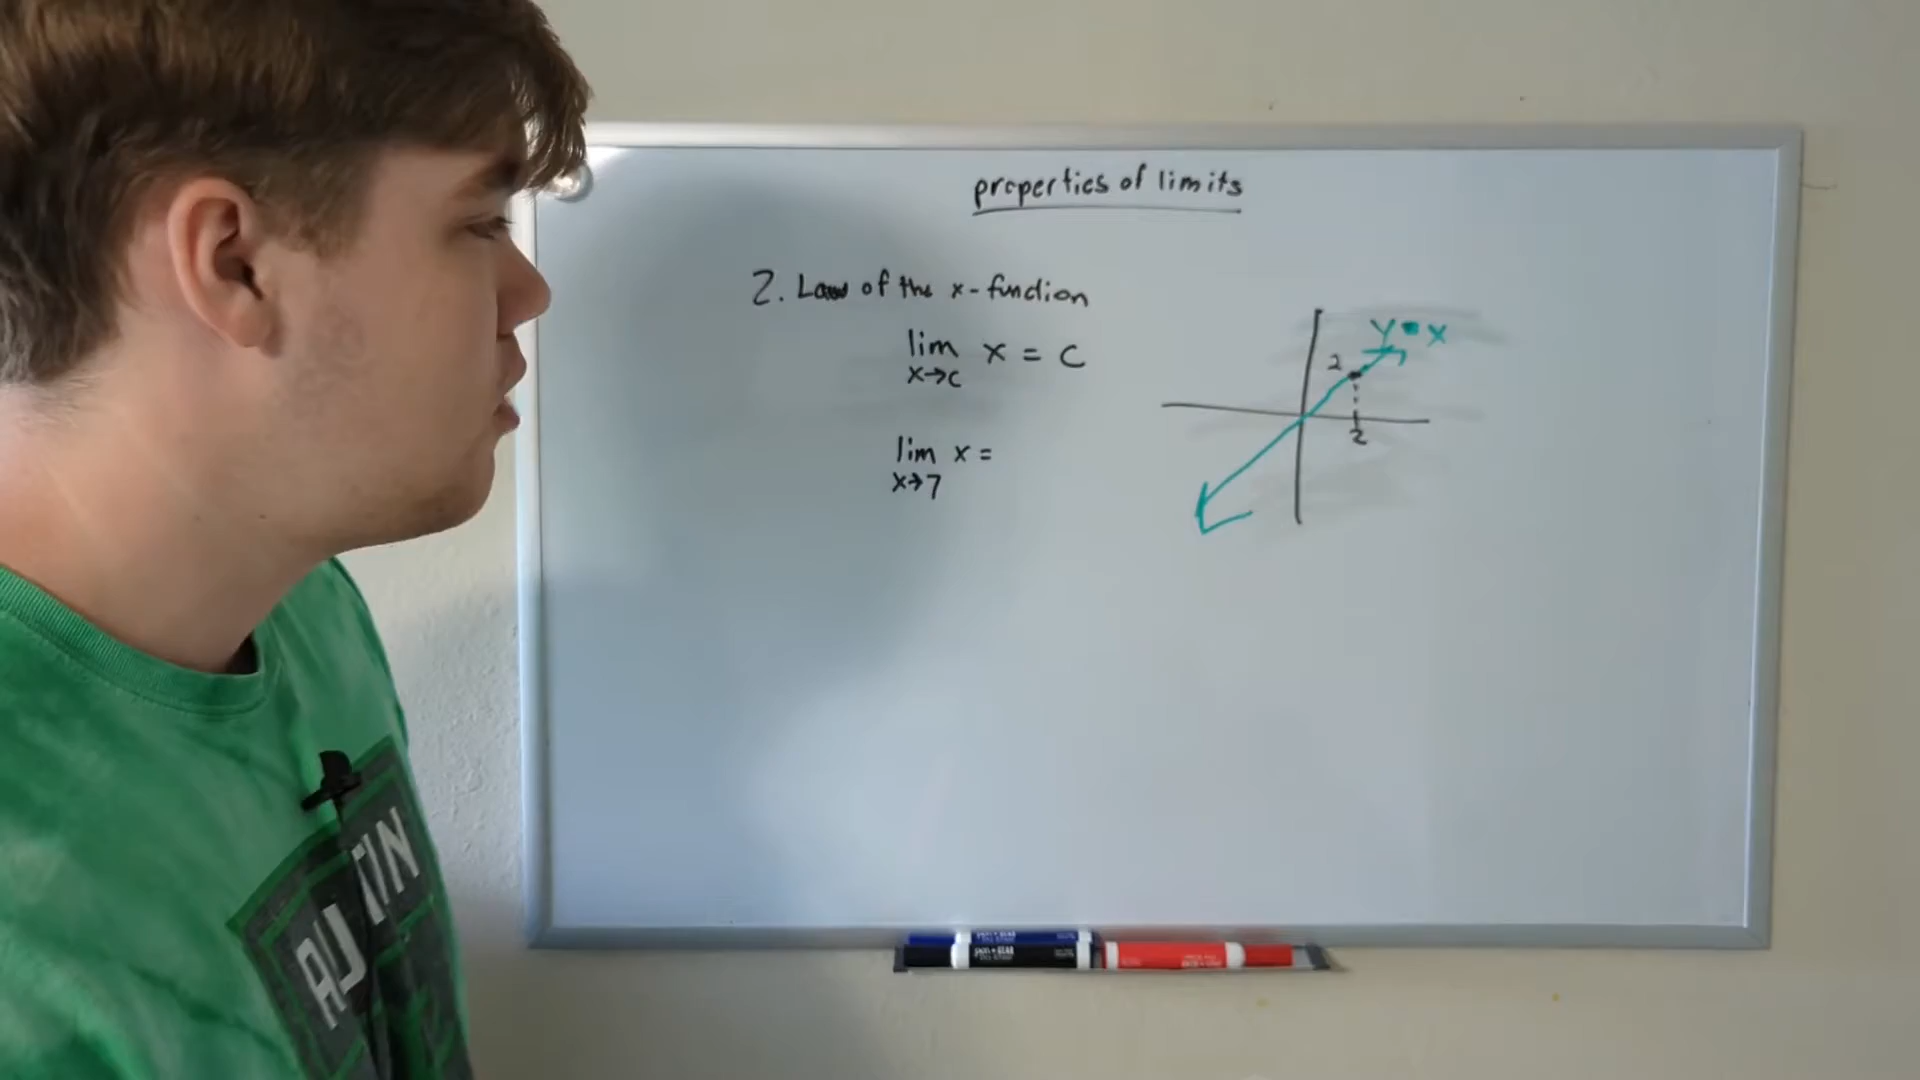 properties of limits
2. Law of the x-function
lim x = c
x→c
y = x
2
2
lim x =
x→7
AUSTIN